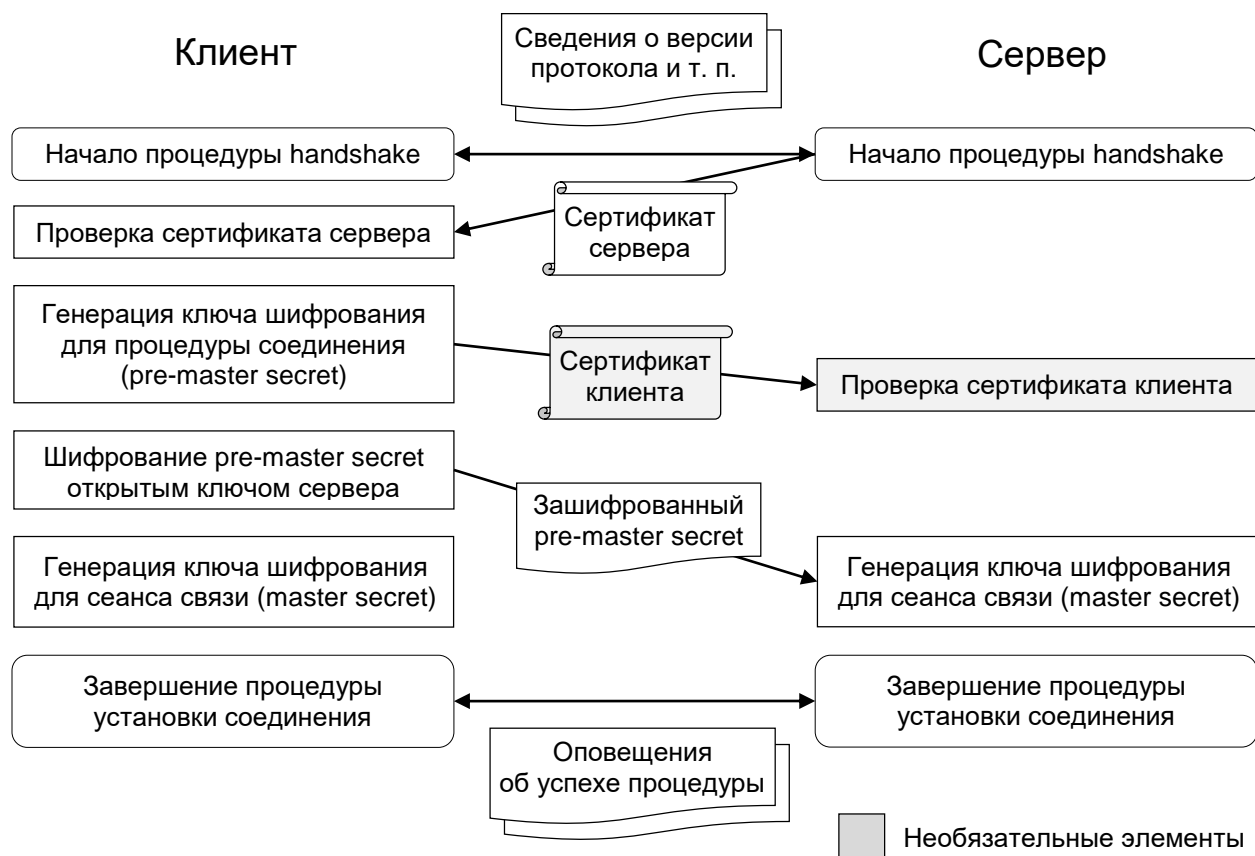 Клиент
Сведения о версии
протокола и т. п.
Сервер
Начало процедуры handshake
Начало процедуры handshake
Сертификат
сервера
Проверка сертификата сервера
Генерация ключа шифрования
для процедуры соединения
(pre-master secret)
Сертификат
клиента
Проверка сертификата клиента
Шифрование pre-master secret
открытым ключом сервера
Зашифрованный
pre-master secret
Генерация ключа шифрования
для сеанса связи (master secret)
Генерация ключа шифрования
для сеанса связи (master secret)
Завершение процедуры
установки соединения
Завершение процедуры
установки соединения
Оповещения
об успехе процедуры
Необязательные элементы